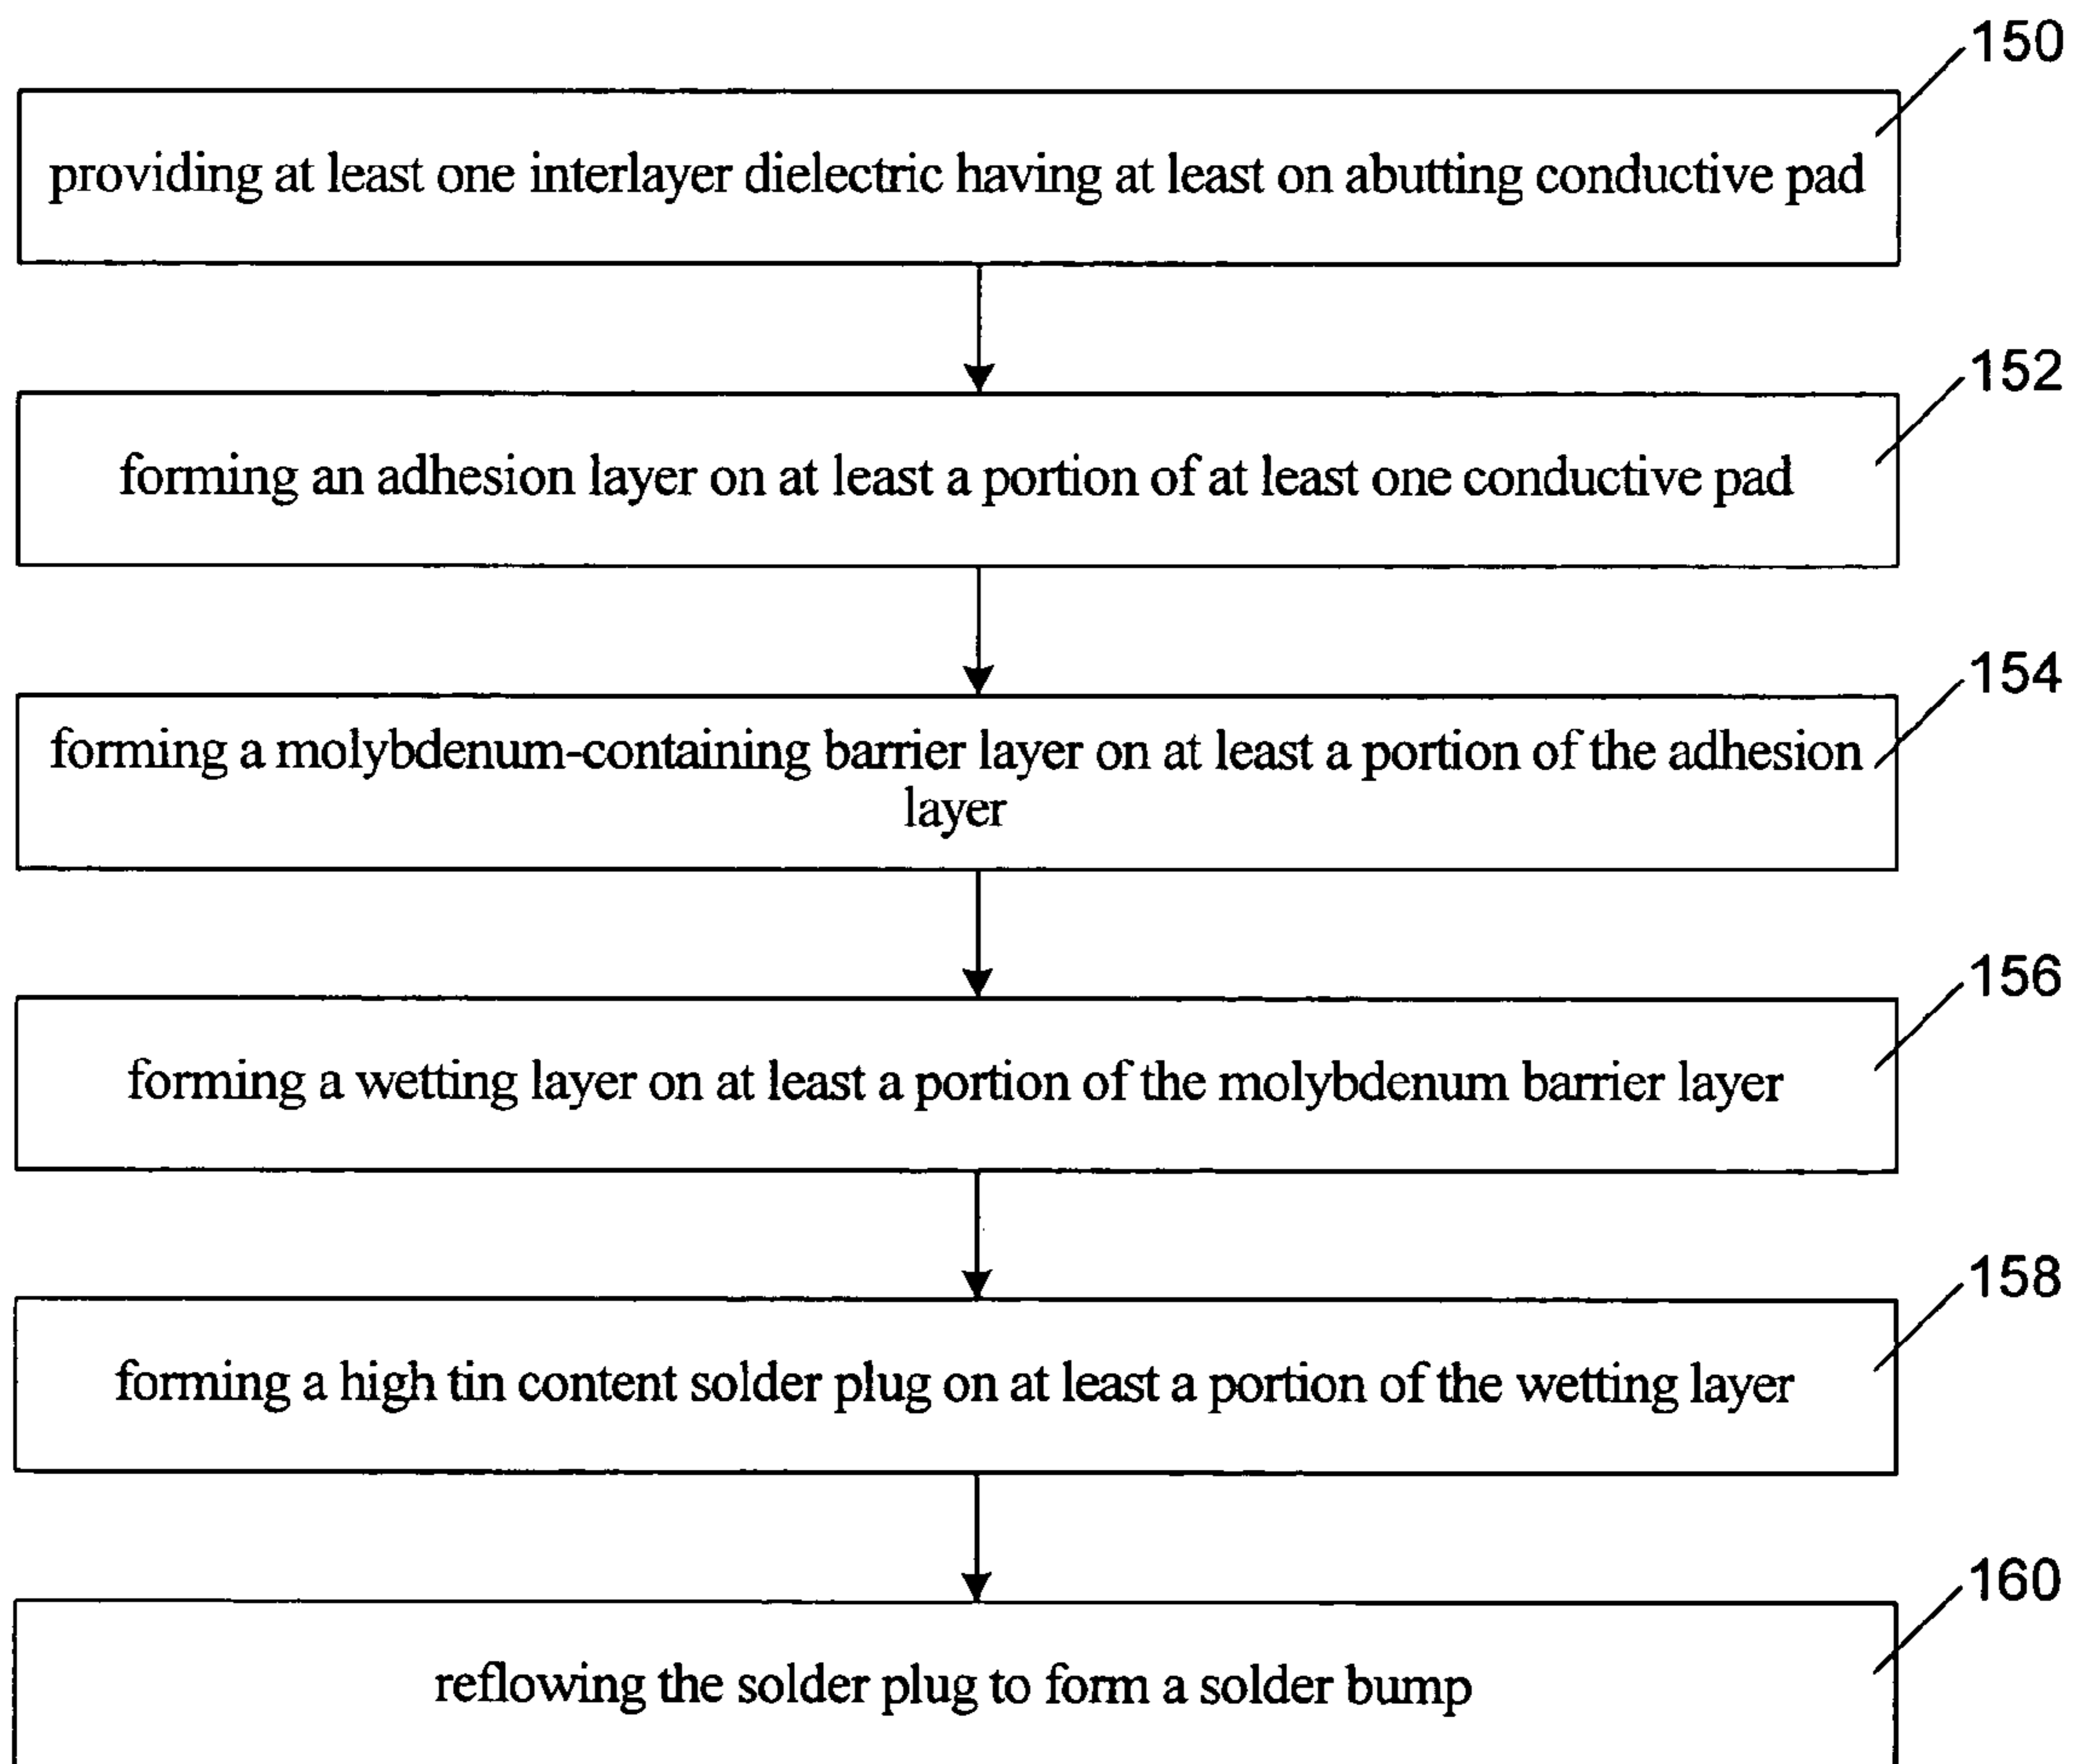 150
providing at least one interlayer dielectric having at least on abutting conductive pad
152
forming an adhesion layer on at least a portion of at least one conductive pad
154
forming a molybdenum-containing barrier layer on at least a portion of the adhesion
layer
156
forming a wetting layer on at least a portion of the molybdenum barrier layer
158
forming a high tin content solder plug on at least a portion of the wetting layer
160
reflowing the solder plug to form a solder bump